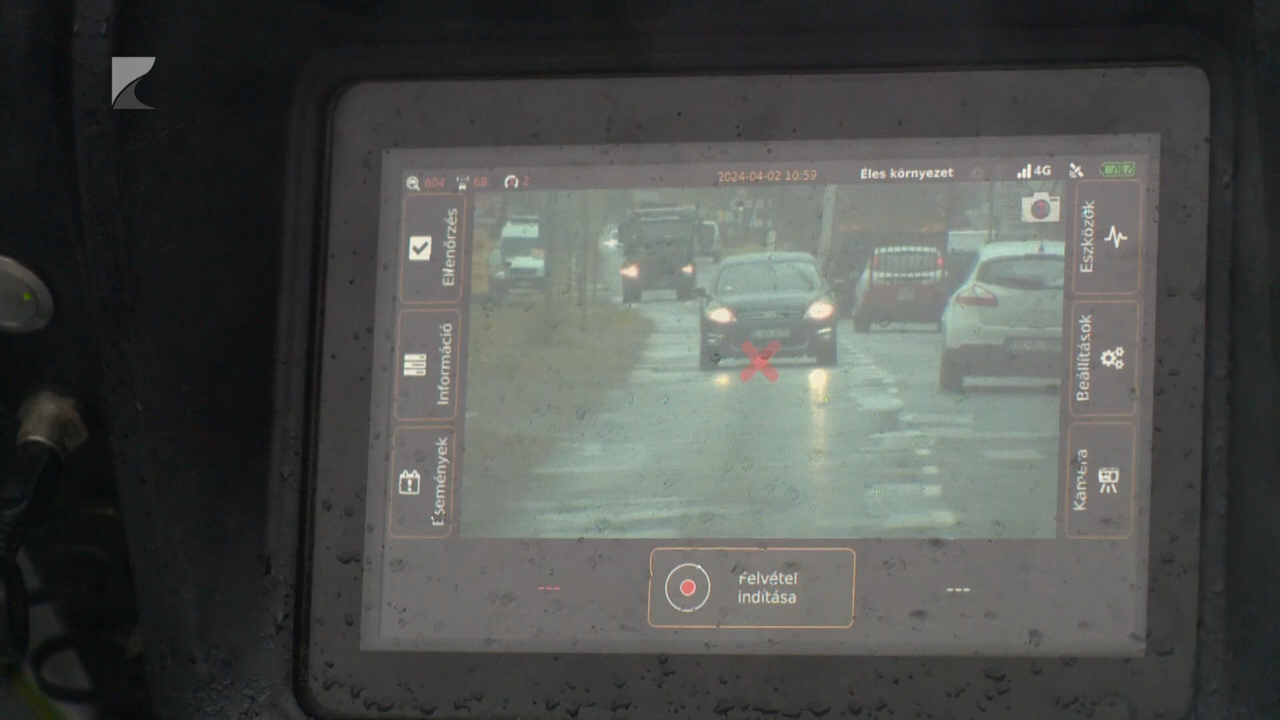 604 68 2 2024-04-02 10:59 Éles környezet 4G
Ellenőrzés
Információ
Események
Eszközök
Beállítások
Kamera
---
Felvétel
indítása
---